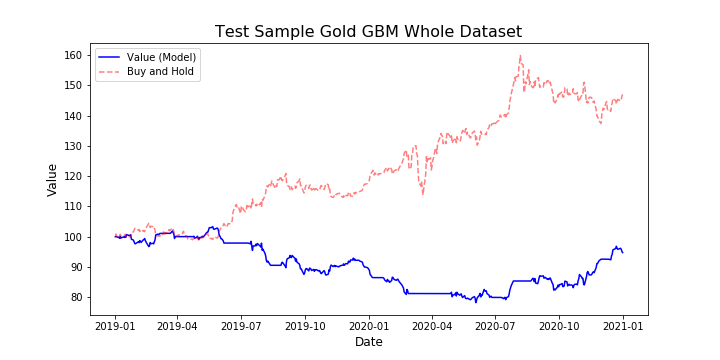 Test Sample Gold GBM Whole Dataset
Value (Model)
Buy and Hold
160
150
140
130
120
110
100
90
80
Value
2019-01 2019-04 2019-07 2019-10 2020-01 2020-04 2020-07 2020-10 2021-01
Date